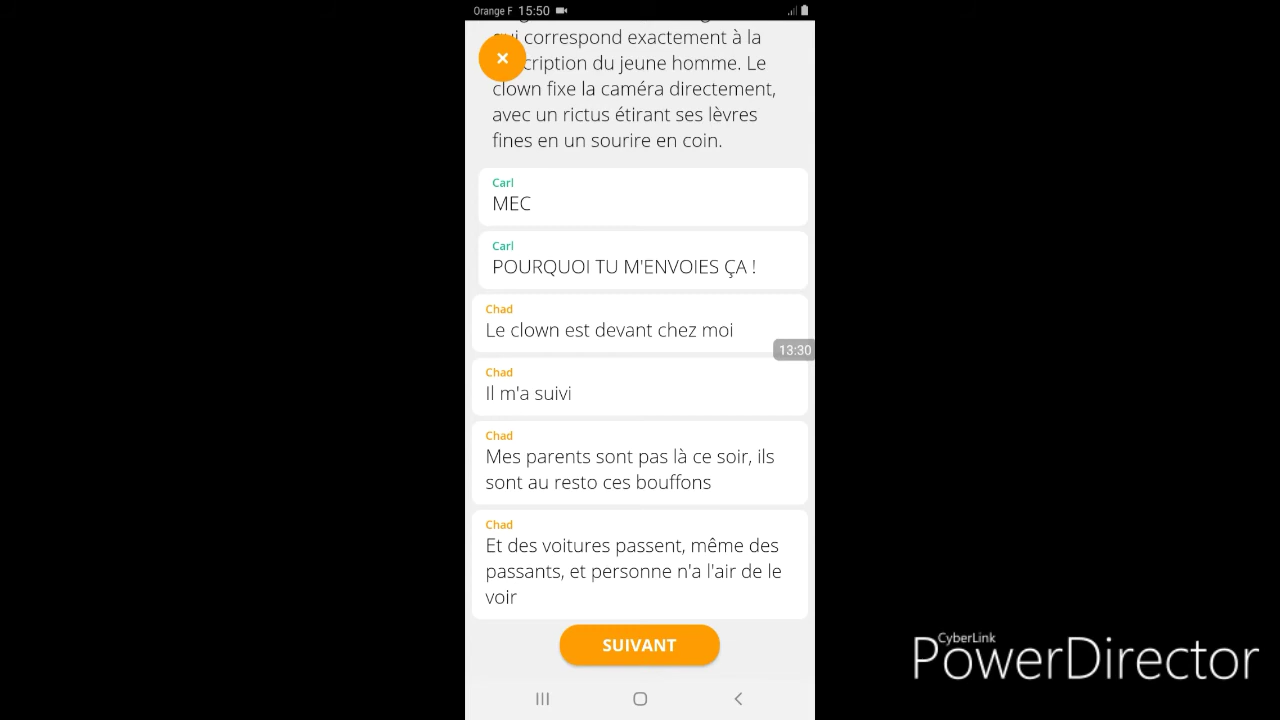 Orange F 15:50
qui correspond exactement à la
cription du jeune homme. Le
clown fixe la caméra directement,
avec un rictus étirant ses lèvres
fines en un sourire en coin.
Carl
MEC
Carl
POURQUOI TU M'ENVOIES ÇA !
Chad
Le clown est devant chez moi
13:30
Chad
Il m'a suivi
Chad
Mes parents sont pas là ce soir, ils
sont au resto ces bouffons
Chad
Et des voitures passent, même des
passants, et personne n'a l'air de le
voir
SUIVANT
CyberLink
PowerDirector